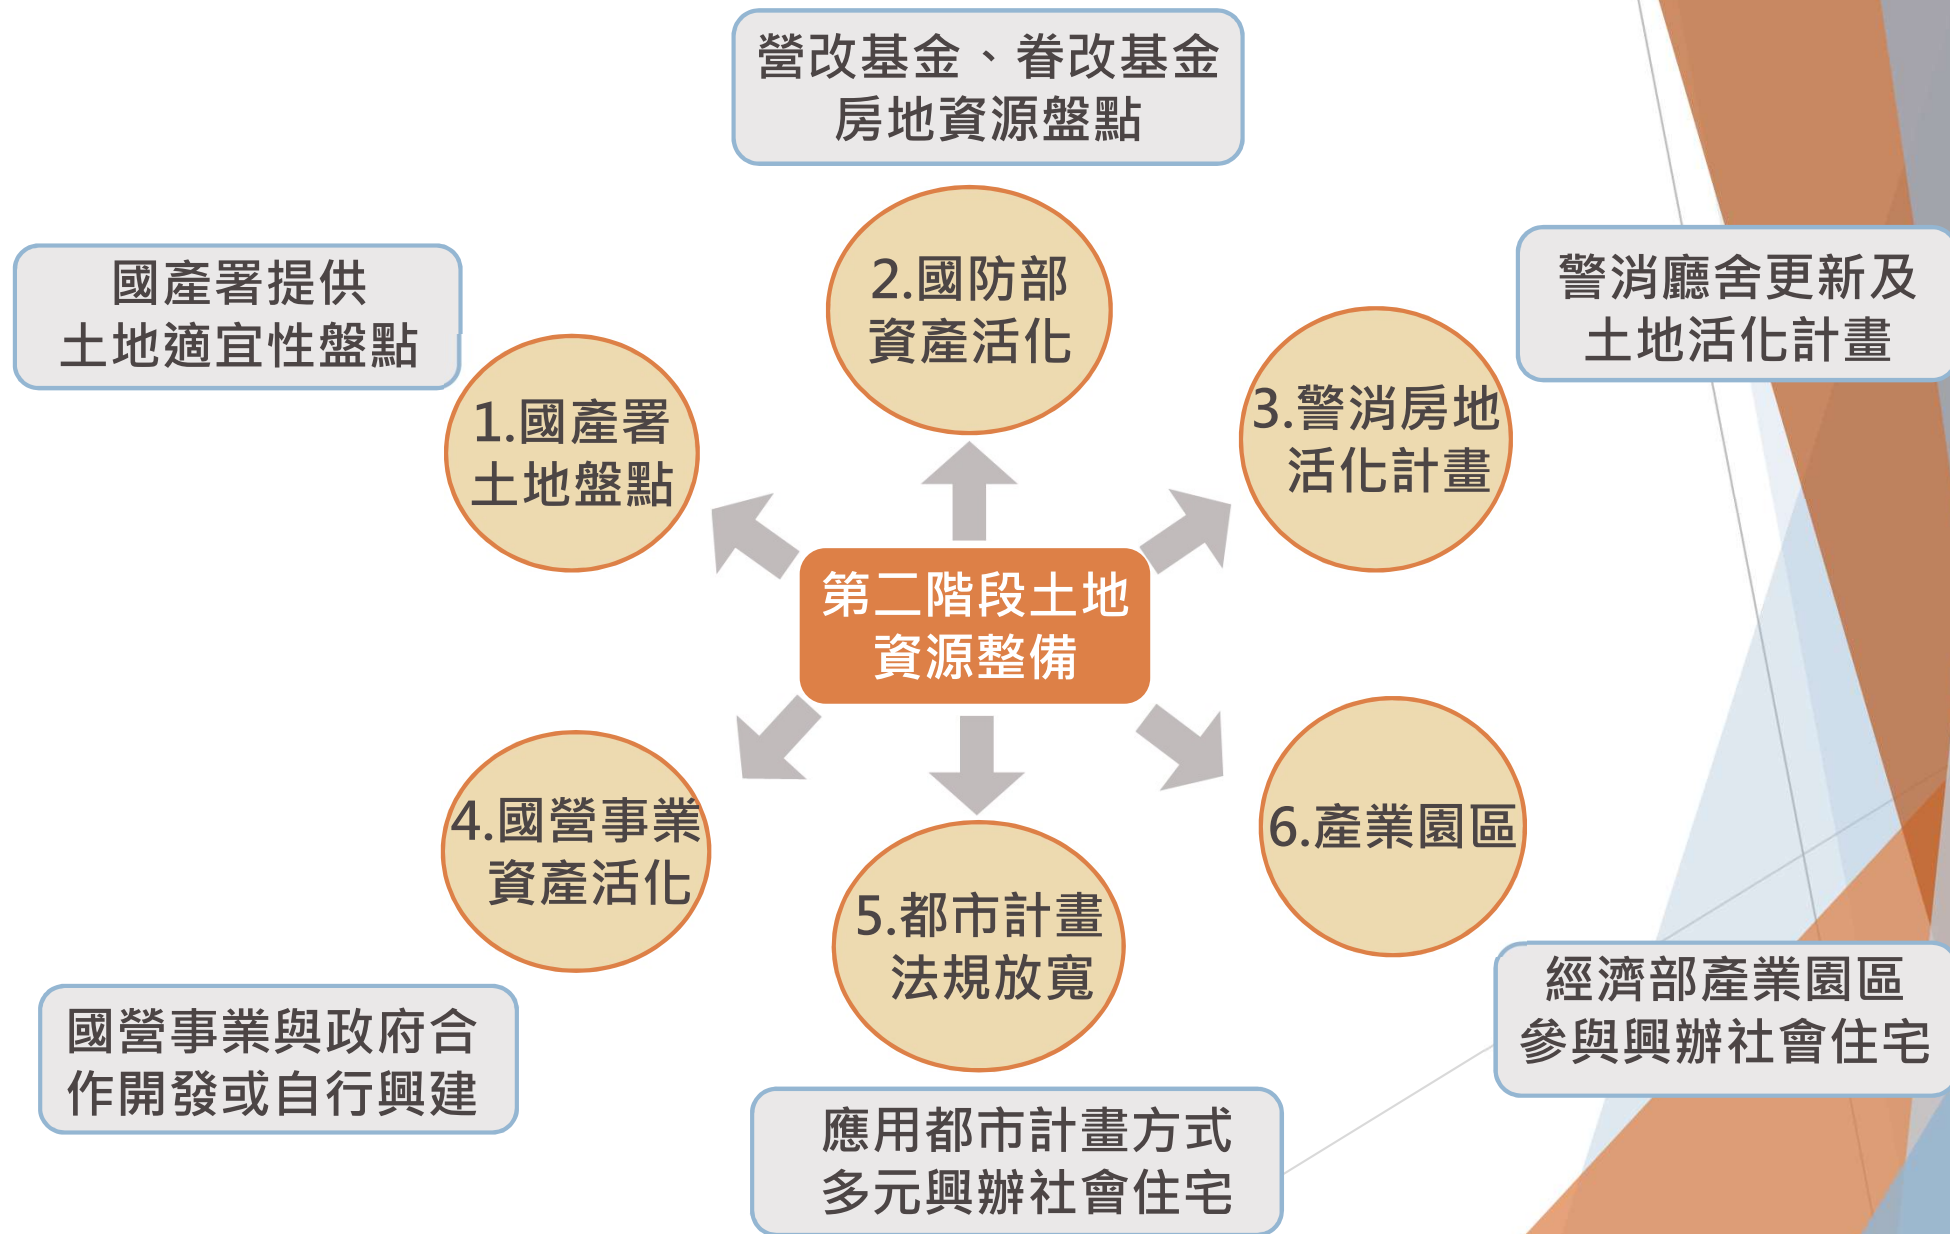 營改基金、眷改基金
房地資源盤點
國產署提供
土地適宜性盤點
2.國防部
資產活化
警消廳舍更新及
土地活化計畫
1.國產署
土地盤點
3.警消房地
活化計畫
第二階段土地
資源整備
4.國營事業
資產活化
5.都市計畫
法規放寬
6.產業園區
國營事業與政府合
作開發或自行興建
應用都市計畫方式
多元興辦社會住宅
經濟部產業園區
參與興辦社會住宅